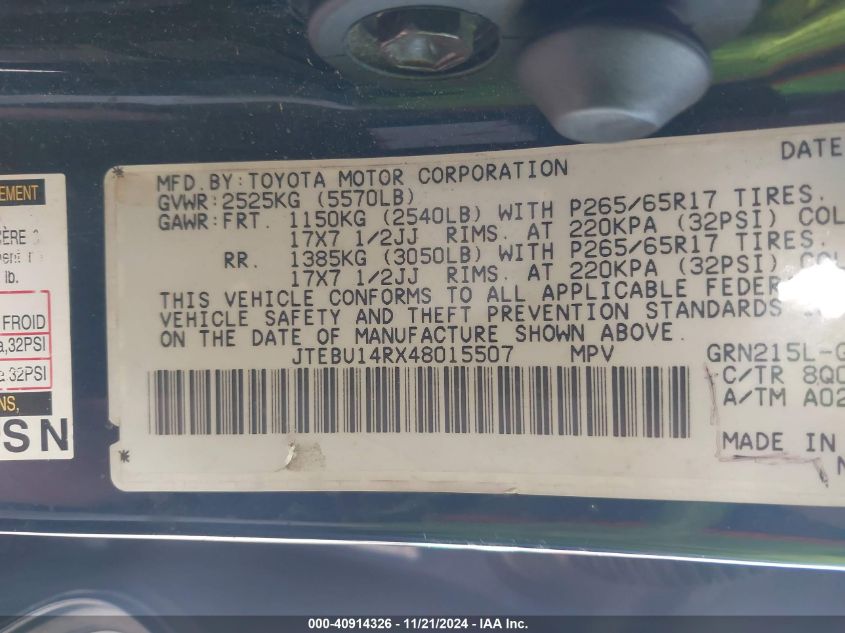 DATE
MFD.BY:TOYOTA MOTOR CORPORATION
GVWR:2525KG (5570LB)
GAWR:FRT. 1150KG (2540LB) WITH P265/65R17 TIRES.
17X7 1/2JJ RIMS. AT 220KPA (32PSI) COL
RR. 1385KG (3050LB) WITH P265/65R17 TIRES.
17X7 1/2JJ RIMS. AT 220KPA (32PSI) COL
THIS VEHICLE CONFORMS TO ALL APPLICABLE FEDER
VEHICLE SAFETY AND THEFT PREVENTION STANDARDS
ON THE DATE OF MANUFACTURE SHOWN ABOVE.
JTEBU14RX48015507 MPV GRN215L-G
C/TR 8Q0
A/TM A02
MADE IN
N
EMENT
CÈRE
lb.
FROID
a,32PSI
e 32PSI
NS,
SN
000-40914326 - 11/21/2024 - IAA Inc.